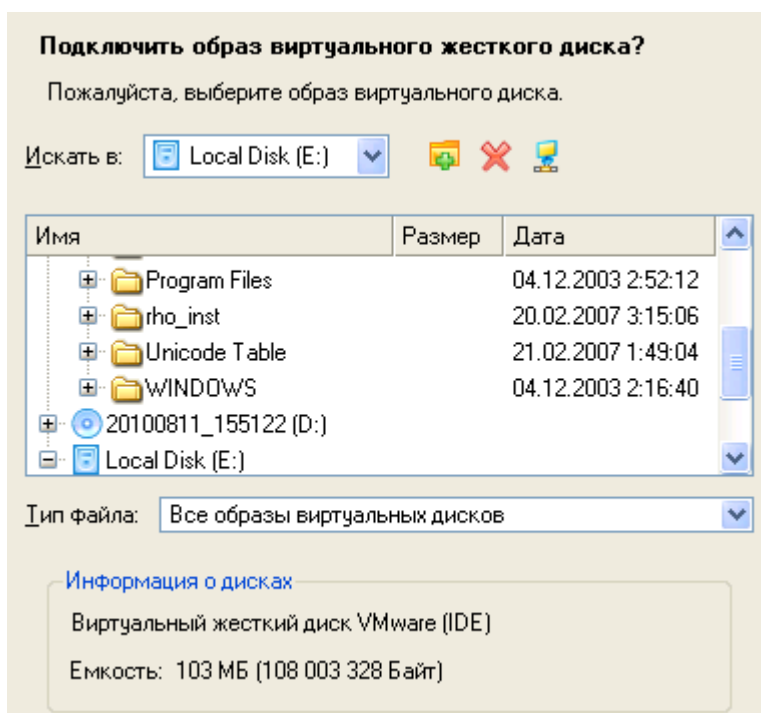 Подключить образ виртуального жесткого диска?
Пожалуйста, выберите образ виртуального диска.
Искать в: Local Disk (E:)
Имя Размер Дата
Program Files 04.12.2003 2:52:12
rho_inst 20.02.2007 3:15:06
Unicode Table 21.02.2007 1:49:04
WINDOWS 04.12.2003 2:16:40
20100811_155122 (D:)
Local Disk (E:)
Тип файла: Все образы виртуальных дисков
Информация о дисках
Виртуальный жесткий диск VMware (IDE)
Емкость: 103 МБ (108 003 328 Байт)